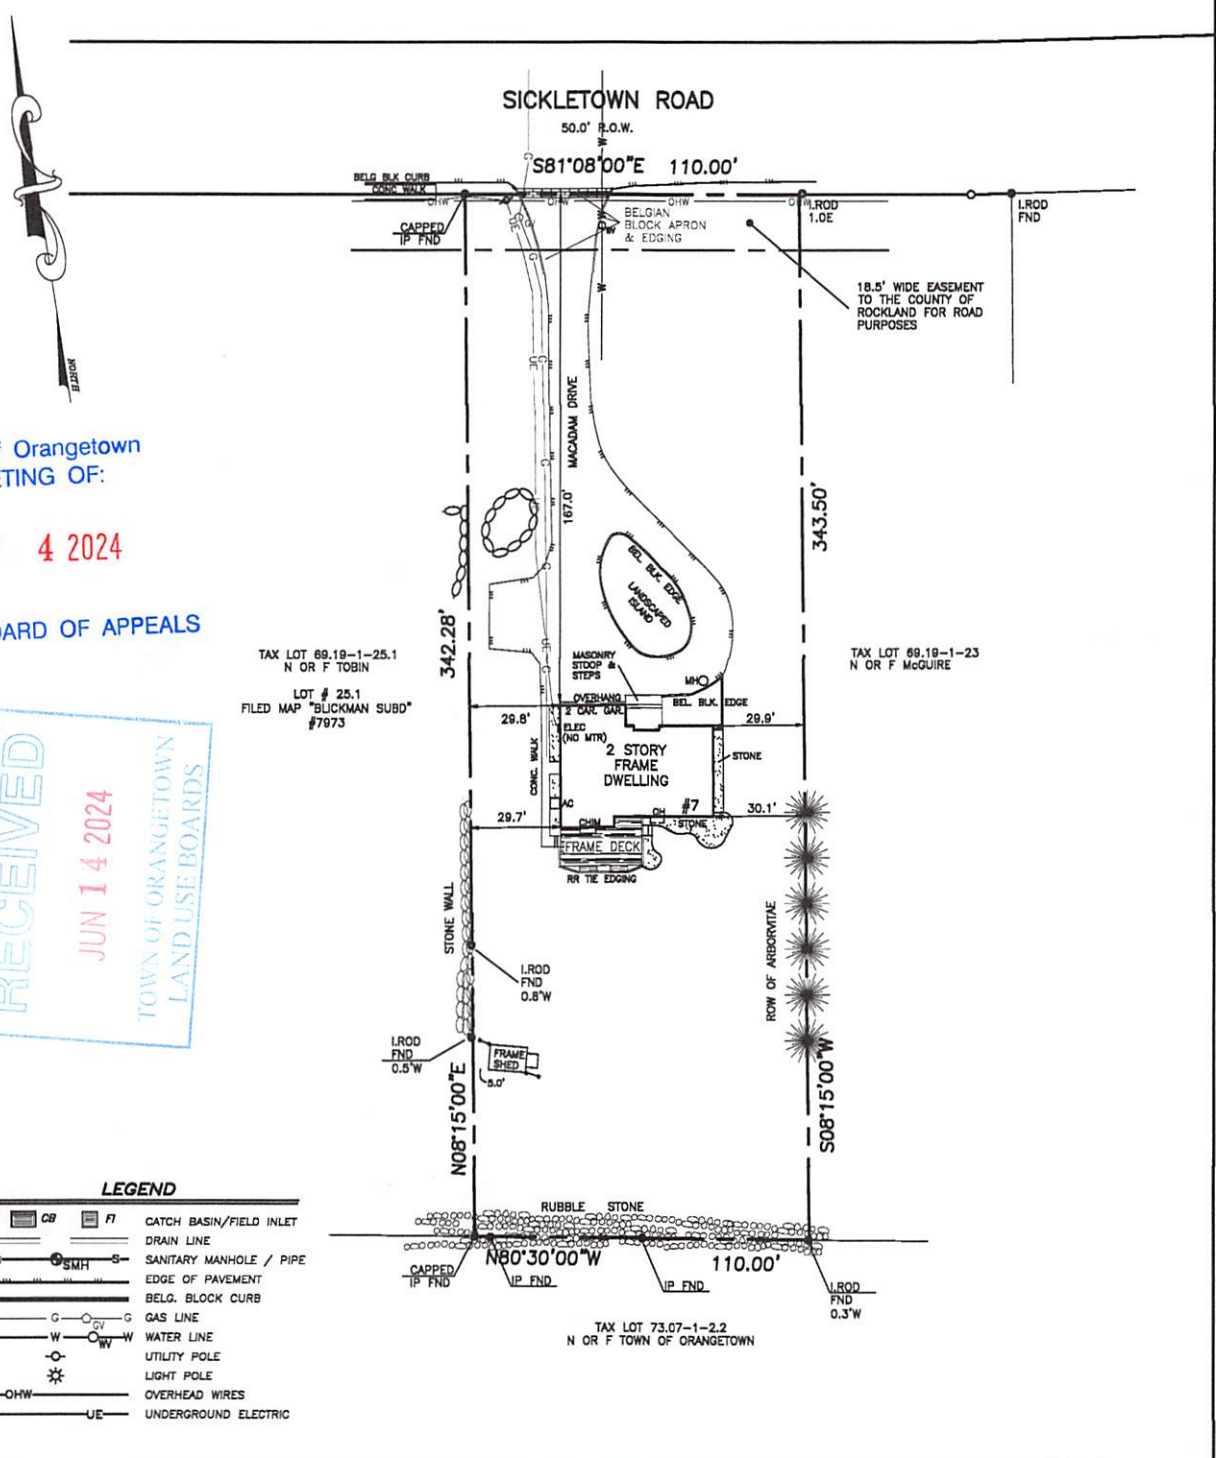 SICKLETOWN ROAD
50.0' R.O.W.
S81°08'00"E 110.00'
BELG BLK CURB
CONC WALK
OHW
OHW
OHW
OHW
CAPPED
IP FND
BELGIAN
BLOCK APRON
& EDGING
I.ROD
1.0E
I.ROD
FND
18.5' WIDE EASEMENT
TO THE COUNTY OF
ROCKLAND FOR ROAD
PURPOSES
NORTH
Orangetown
ETING OF:
4 2024
OARD OF APPEALS
MACADAM DRIVE
167.0'
343.50'
342.28'
BEL. BLK. EDGE
LANDSCAPED
ISLAND
TAX LOT 69.19-1-25.1
N OR F TOBIN
LOT # 25.1
FILED MAP "BLICKMAN SUBD"
#7973
TAX LOT 69.19-1-23
N OR F McGUIRE
MASONRY
STOOP &
STEPS
MH
OVERHANG
BEL. BLK. EDGE
2 CAR. GAR.
29.8'
29.9'
ELEC
(NO MTR)
2 STORY
FRAME
DWELLING
STONE
CONC. WALK
AC
#7
OH
30.1'
29.7'
CHIM
STONE
FRAME DECK
RR TIE EDGING
RECEIVED
JUN 14 2024
TOWN OF ORANGETOWN
LAND USE BOARDS
STONE WALL
ROW OF ARBORVITAE
I.ROD
FND
0.8'W
I.ROD
FND
0.5'W
FRAME
SHED
5.0'
N08°15'00"E
S08°15'00"W
RUBBLE STONE
N80°30'00"W 110.00'
CAPPED
IP FND
IP FND
IP FND
I.ROD
FND
0.3'W
TAX LOT 73.07-1-2.2
N OR F TOWN OF ORANGETOWN
LEGEND
CB FI CATCH BASIN/FIELD INLET
DRAIN LINE
SMH S SANITARY MANHOLE / PIPE
EDGE OF PAVEMENT
BELG. BLOCK CURB
G GV G GAS LINE
W WV W WATER LINE
UTILITY POLE
LIGHT POLE
OHW OVERHEAD WIRES
UE UNDERGROUND ELECTRIC